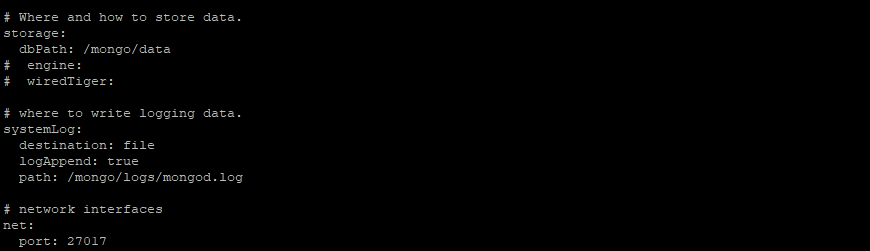 # Where and how to store data.
storage:
  dbPath: /mongo/data
#  engine:
#  wiredTiger:

# where to write logging data.
systemLog:
  destination: file
  logAppend: true
  path: /mongo/logs/mongod.log

# network interfaces
net:
  port: 27017